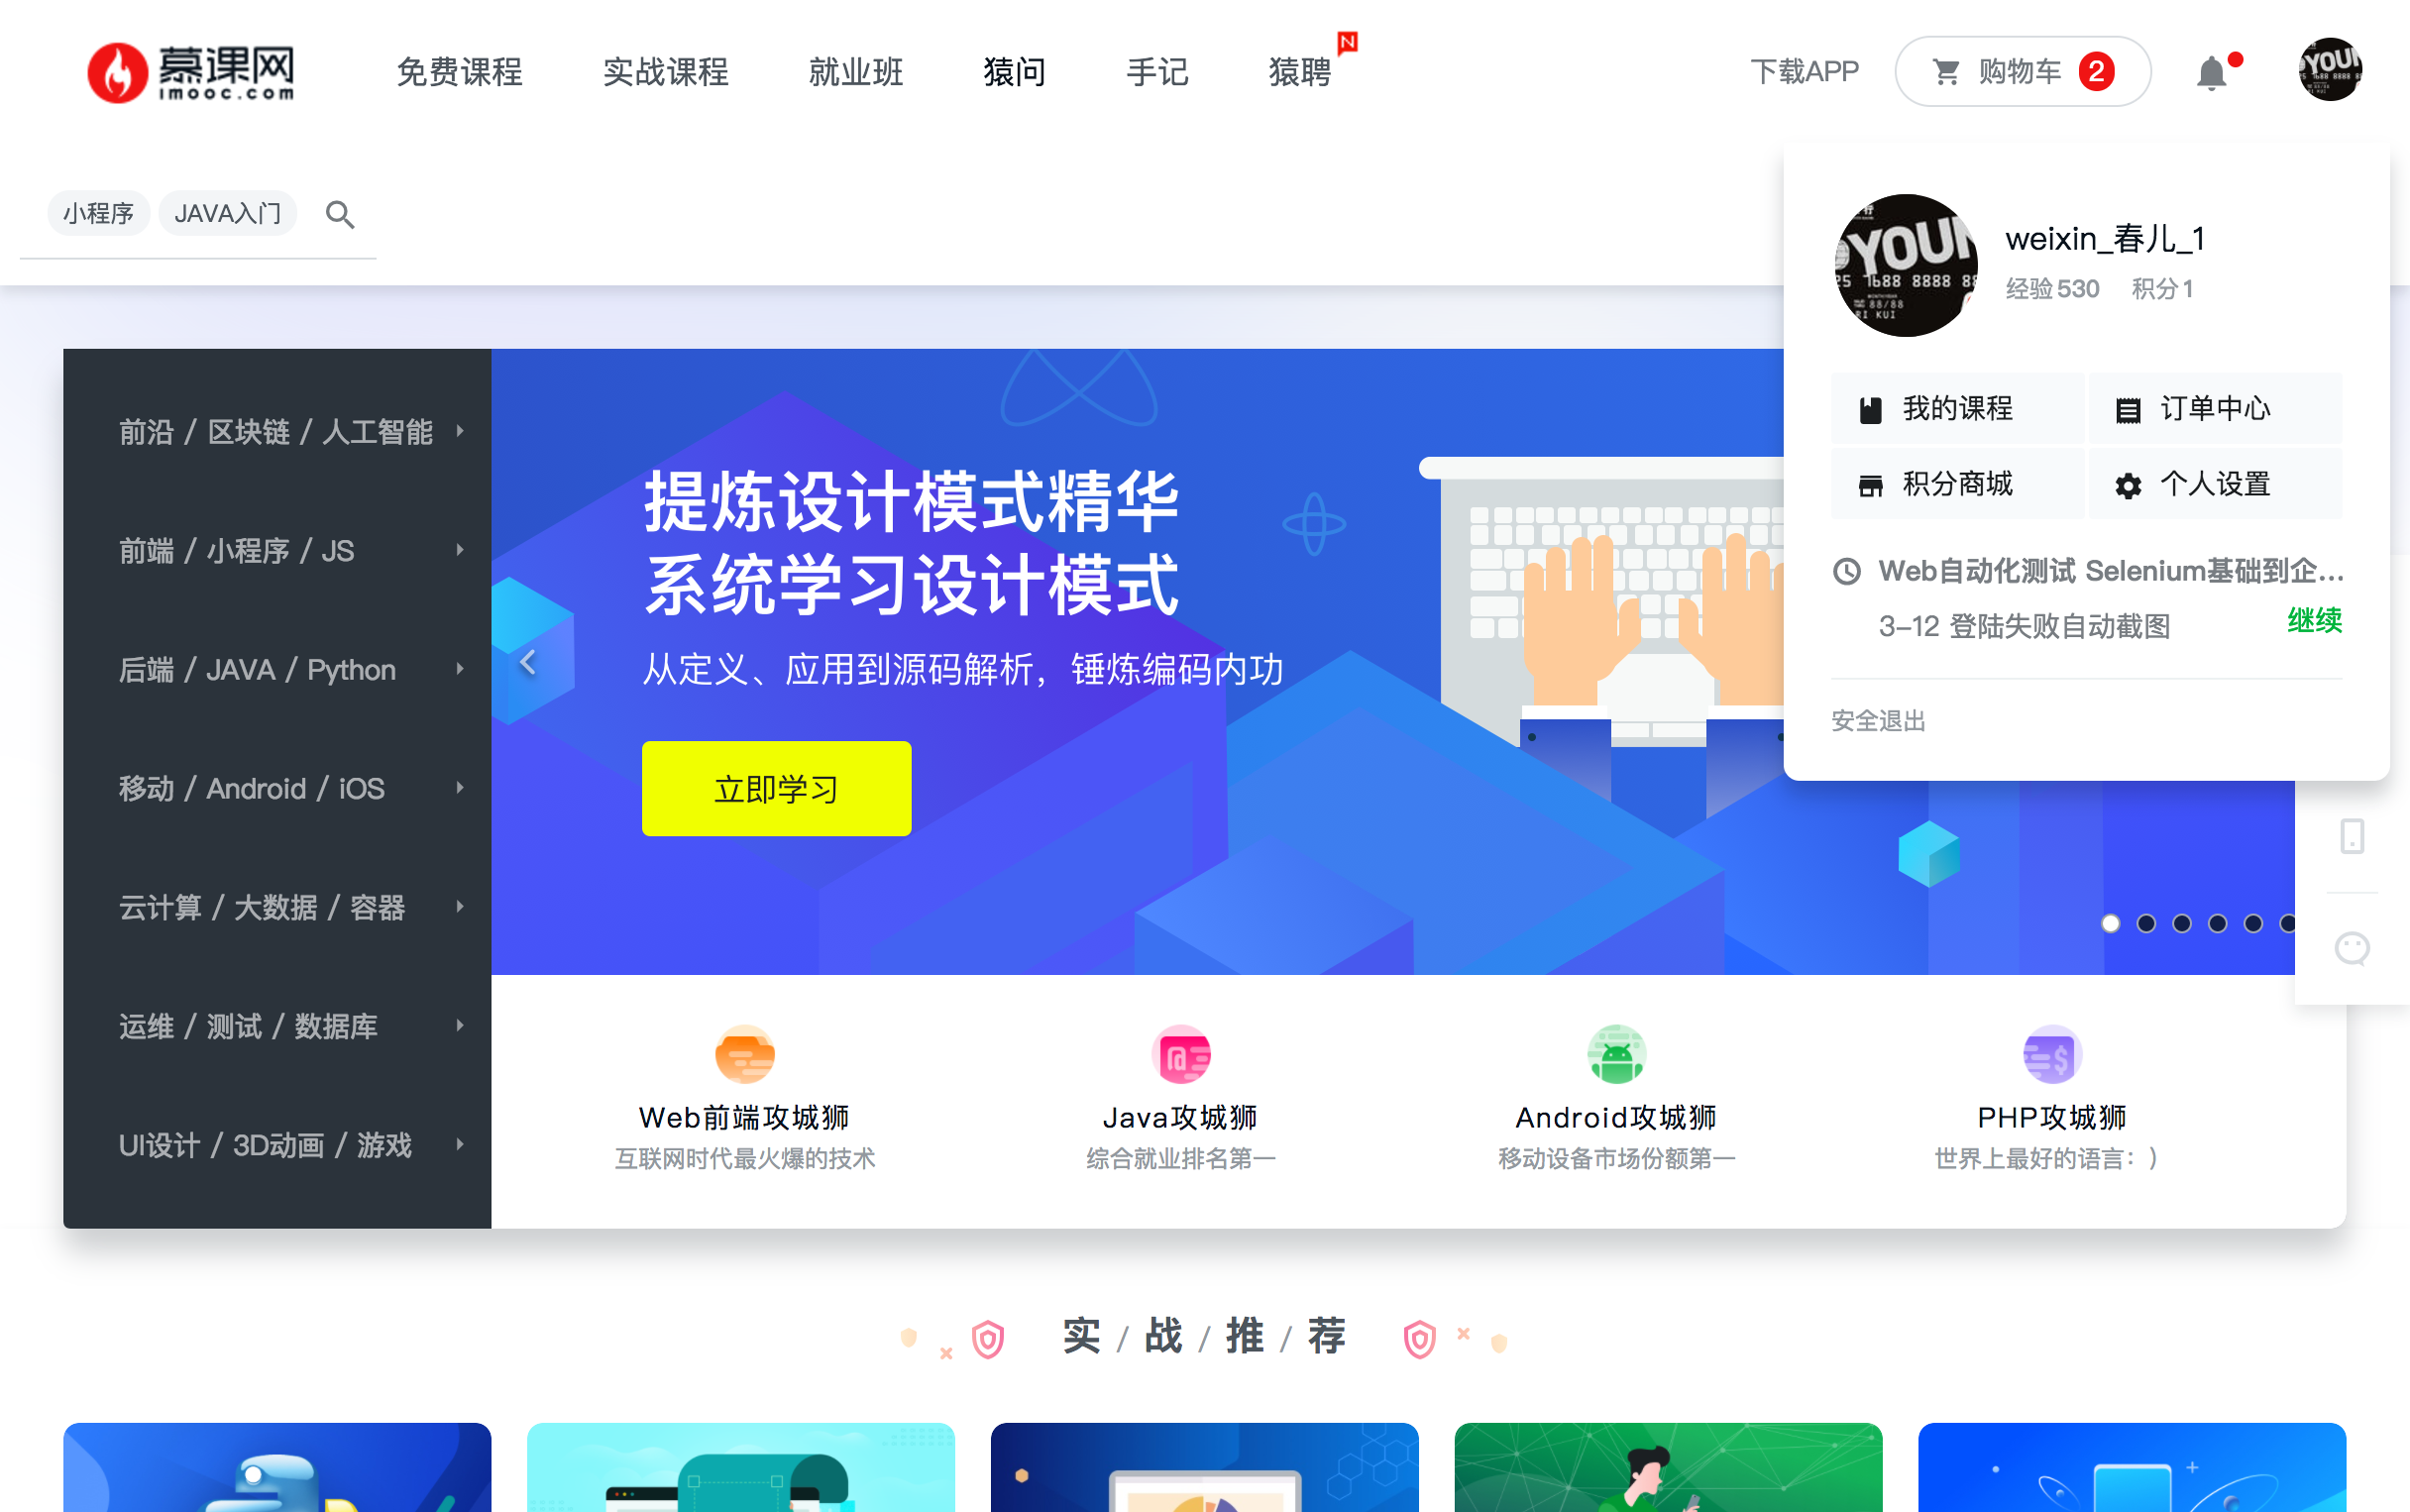 慕课网
imooc.com
免费课程 实战课程 就业班 猿问 手记 猿聘 N
下载APP 购物车 2
小程序 JAVA入门
weixin_春儿_1
经验530 积分1
我的课程 订单中心
积分商城 个人设置
Web自动化测试 Selenium基础到企...
3-12 登陆失败自动截图 继续
安全退出
前沿 / 区块链 / 人工智能
前端 / 小程序 / JS
后端 / JAVA / Python
移动 / Android / iOS
云计算 / 大数据 / 容器
运维 / 测试 / 数据库
UI设计 / 3D动画 / 游戏
提炼设计模式精华
系统学习设计模式
从定义、应用到源码解析，锤炼编码内功
立即学习
Web前端攻城狮
互联网时代最火爆的技术
Java攻城狮
综合就业排名第一
Android攻城狮
移动设备市场份额第一
PHP攻城狮
世界上最好的语言：)
实 / 战 / 推 / 荐